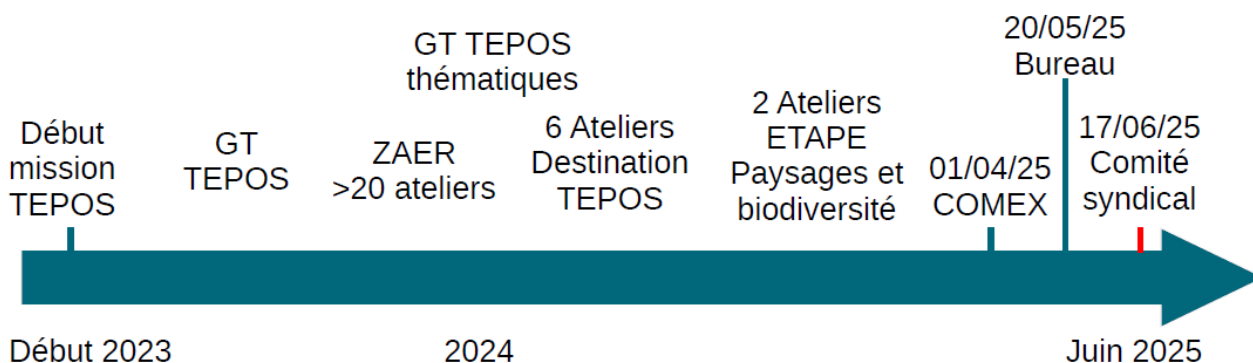 Début
mission
TEPOS
GT
TEPOS
GT TEPOS
thématiques
ZAER
>20 ateliers
6 Ateliers
Destination
TEPOS
2 Ateliers
ETAPE
Paysages et
biodiversité
01/04/25
COMEX
20/05/25
Bureau
17/06/25
Comité
syndical
Début 2023
2024
Juin 2025